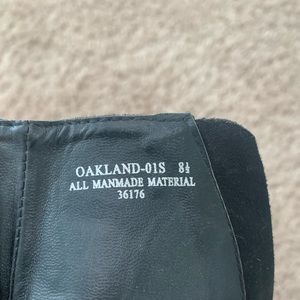 OAKLAND-01S 8½
ALL MANMADE MATERIAL
36176